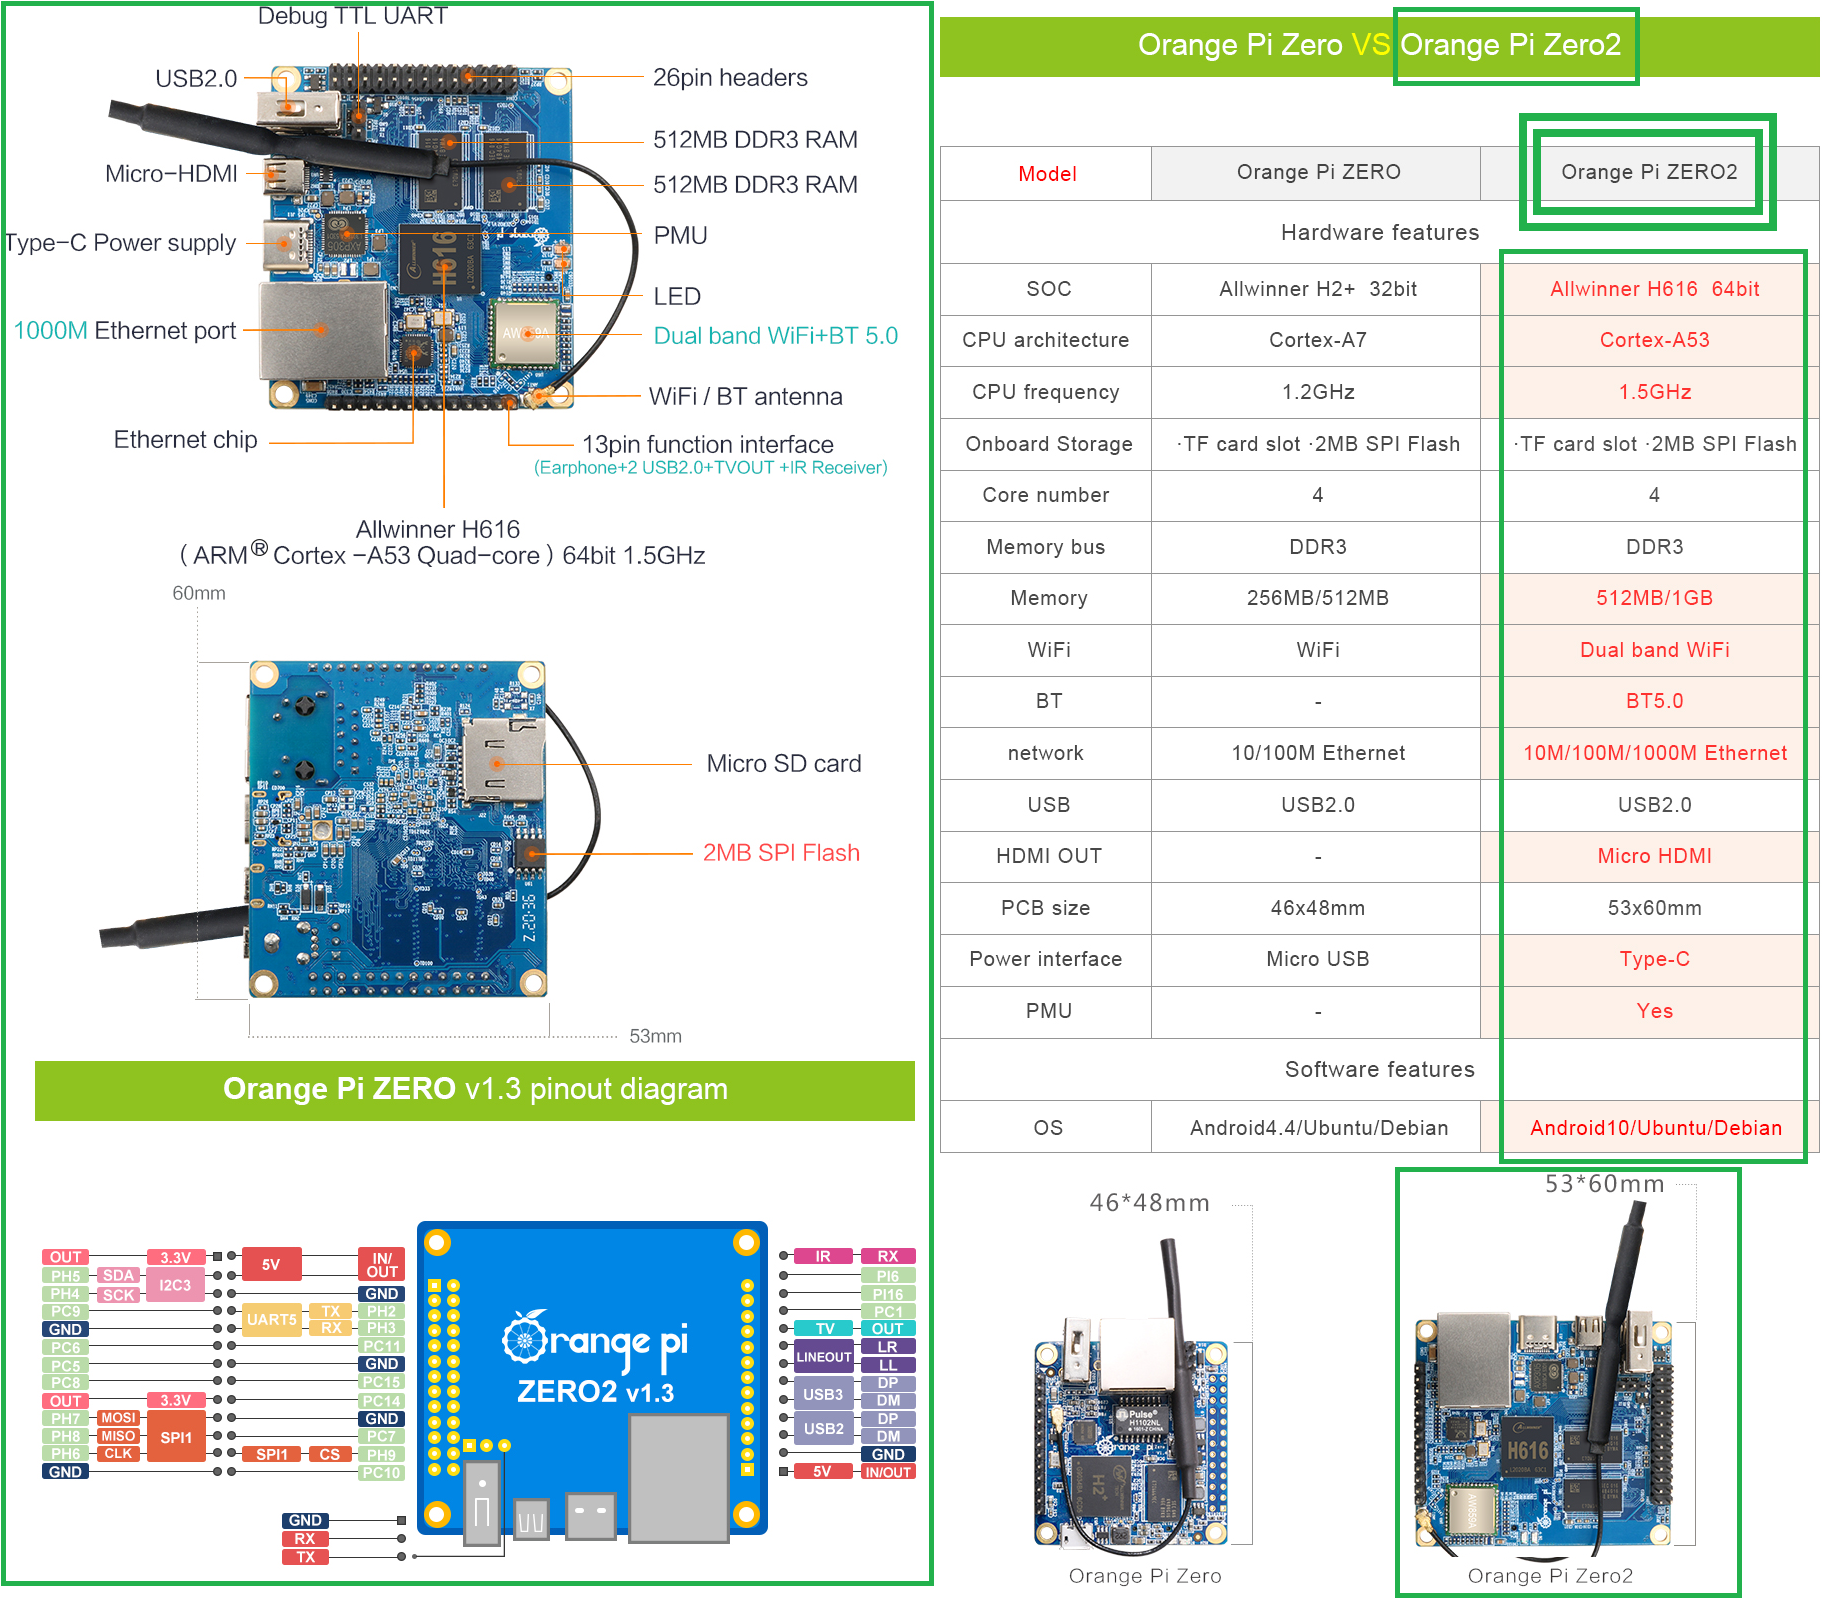 Debug TTL UART
USB2.0
26pin headers
512MB DDR3 RAM
Micro-HDMI
512MB DDR3 RAM
PMU
Type-C Power supply
LED
1000M Ethernet port
Dual band WiFi+BT 5.0
WiFi / BT antenna
Ethernet chip
13pin function interface
(Earphone+2 USB2.0+TVOUT +IR Receiver)
H616
Allwinner H616
( ARM® Cortex -A53 Quad-core ) 64bit 1.5GHz
60mm
Micro SD card
2MB SPI Flash
Z.20:36
53mm
Orange Pi ZERO v1.3 pinout diagram
OUT 3.3V 5V IN/OUT
PH5 SDA I2C3
PH4 SCK GND
PC9 UART5 TX PH2
GND RX PH3
PC6 PC11
PC5 GND
PC8 PC15
OUT 3.3V PC14
PH7 MOSI SPI1 GND
PH8 MISO PC7
PH6 CLK SPI1 CS PH9
GND PC10
GND
RX
TX
Orange pi
ZERO2 v1.3
IR RX
PI6
PI16
PC1
TV OUT
LINEOUT LR
LL
USB3 DP
DM
USB2 DP
DM
GND
5V IN/OUT
Orange Pi Zero VS Orange Pi Zero2
Model Orange Pi ZERO Orange Pi ZERO2
Hardware features
SOC Allwinner H2+ 32bit Allwinner H616 64bit
CPU architecture Cortex-A7 Cortex-A53
CPU frequency 1.2GHz 1.5GHz
Onboard Storage ·TF card slot ·2MB SPI Flash ·TF card slot ·2MB SPI Flash
Core number 4 4
Memory bus DDR3 DDR3
Memory 256MB/512MB 512MB/1GB
WiFi WiFi Dual band WiFi
BT - BT5.0
network 10/100M Ethernet 10M/100M/1000M Ethernet
USB USB2.0 USB2.0
HDMI OUT - Micro HDMI
PCB size 46x48mm 53x60mm
Power interface Micro USB Type-C
PMU - Yes
Software features
OS Android4.4/Ubuntu/Debian Android10/Ubuntu/Debian
46*48mm
53*60mm
Pulse
H1102NL
Orange pi
H2+
H616
AW859A
Orange pi
Orange Pi Zero
Orange Pi Zero2